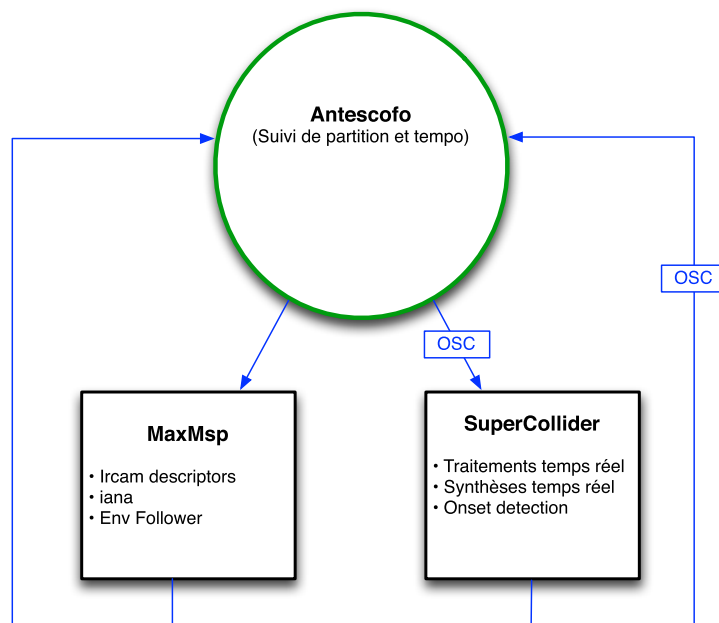 Antescofo
(Suivi de partition et tempo)
OSC
OSC
MaxMsp
• Ircam descriptors
• iana
• Env Follower
SuperCollider
• Traitements temps réel
• Synthèses temps réel
• Onset detection